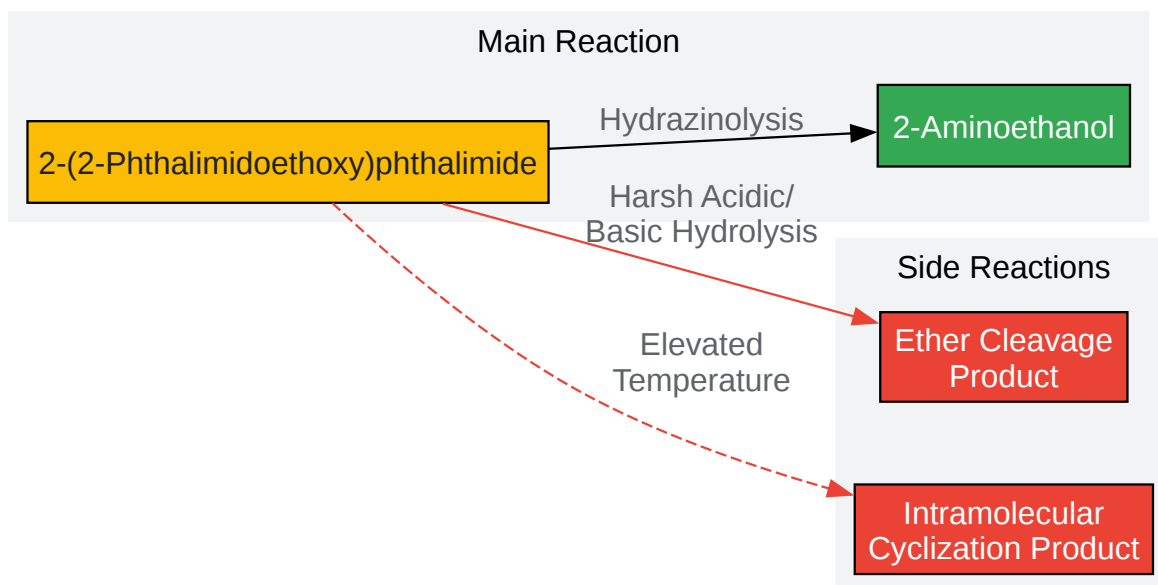 Main Reaction
2-(2-Phthalimidoethoxy)phthalimide
Hydrazinolysis
2-Aminoethanol
Harsh Acidic/
Basic Hydrolysis
Side Reactions
Ether Cleavage
Product
Elevated
Temperature
Intramolecular
Cyclization Product